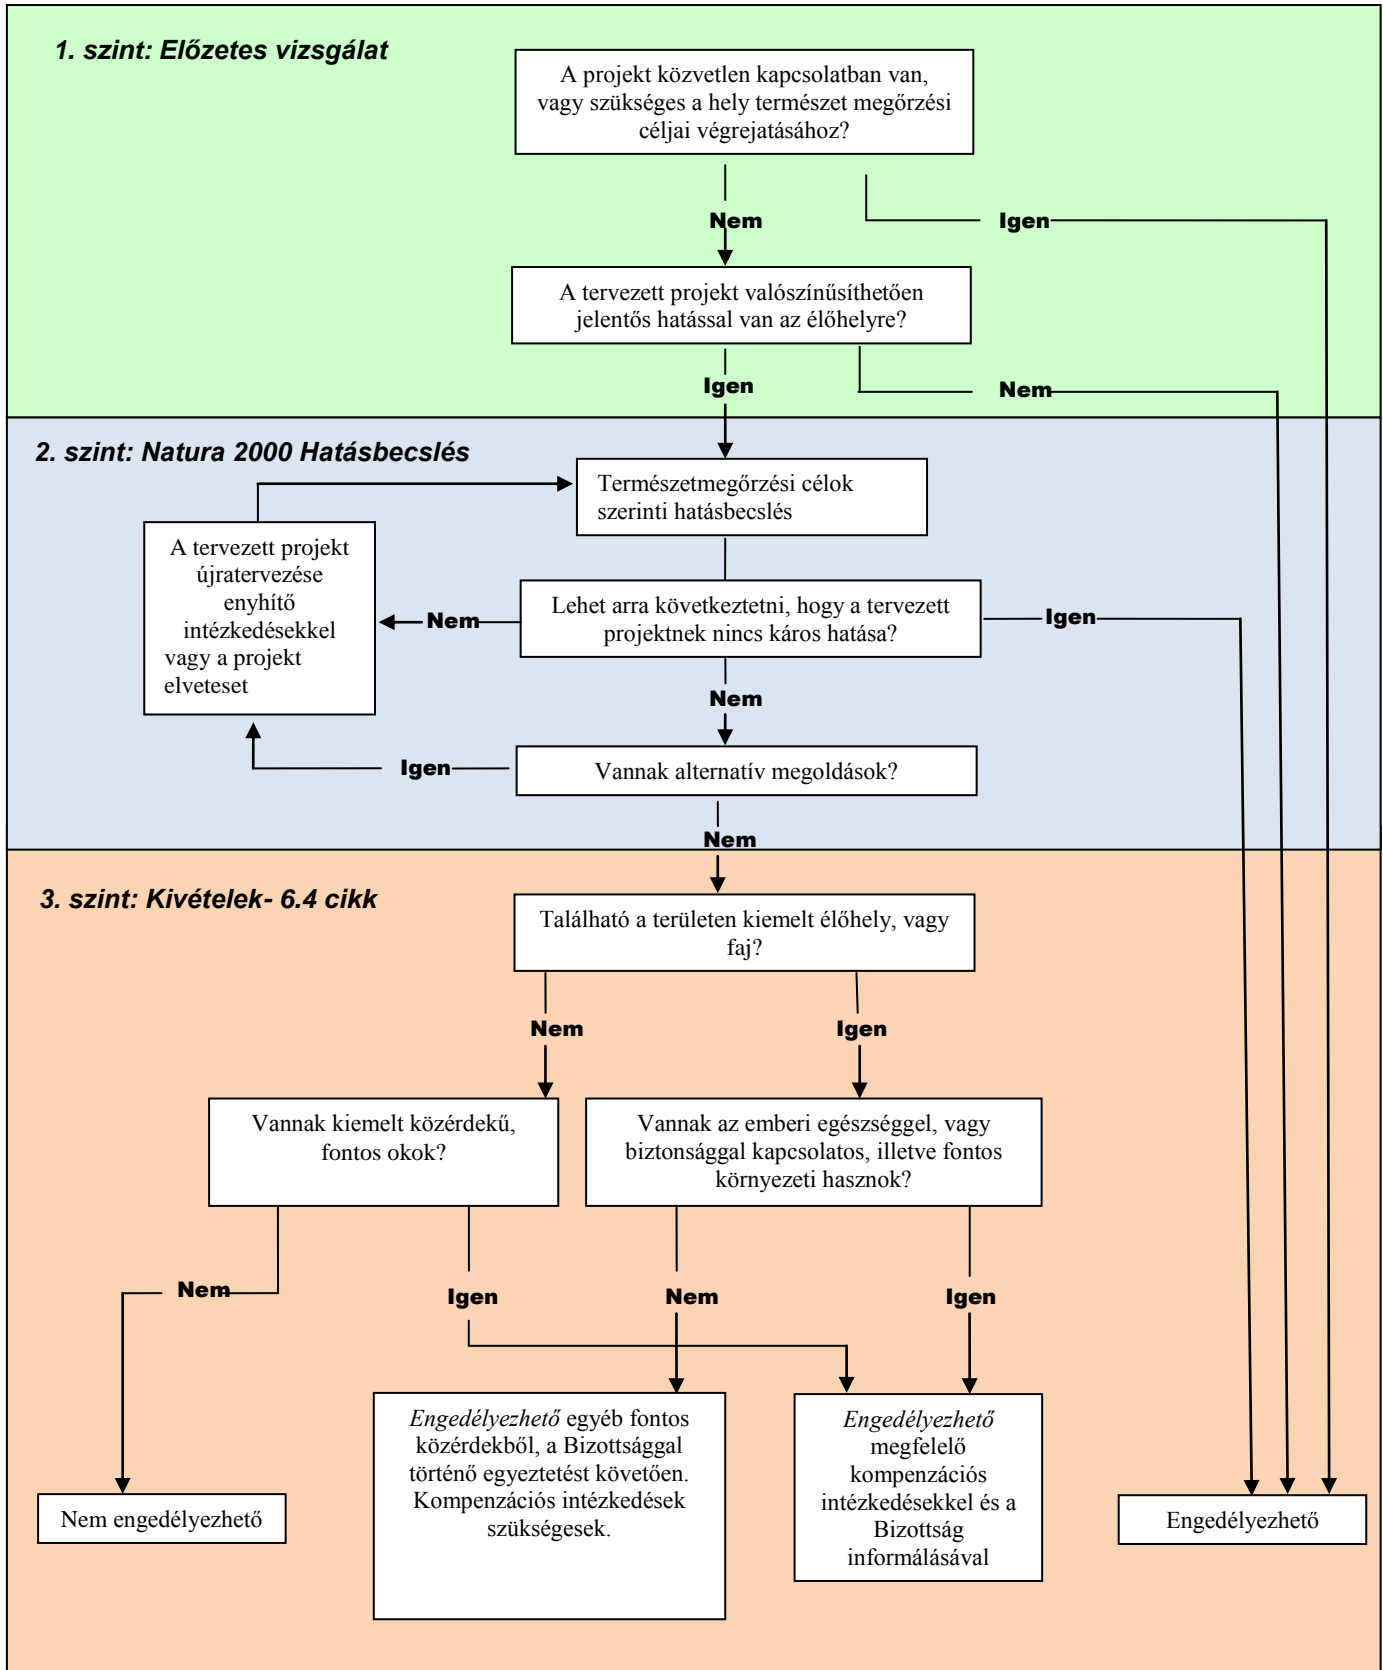 1. szint: Előzetes vizsgálat
A projekt közvetlen kapcsolatban van,
vagy szükséges a hely természet megőrzési
céljai végrejatásához?
Nem
Igen
A tervezett projekt valószínűsíthetően
jelentős hatással van az élőhelyre?
Igen
Nem
2. szint: Natura 2000 Hatásbecslés
Természetmegőrzési célok
szerinti hatásbecslés
A tervezett projekt
újratervezése
enyhítő
intézkedésekkel
vagy a projekt
elveteset
Nem
Lehet arra következtetni, hogy a tervezett
projektnek nincs káros hatása?
Igen
Nem
Igen
Vannak alternatív megoldások?
Nem
3. szint: Kivételek- 6.4 cikk
Található a területen kiemelt élőhely, vagy
faj?
Nem
Igen
Vannak kiemelt közérdekű,
fontos okok?
Vannak az emberi egészséggel, vagy
biztonsággal kapcsolatos, illetve fontos
környezeti hasznok?
Nem
Igen
Nem
Igen
Nem engedélyezhető
Engedélyezhető egyéb fontos
közérdekből, a Bizottsággal
történő egyeztetést követően.
Kompenzációs intézkedések
szükségesek.
Engedélyezhető
megfelelő
kompenzációs
intézkedésekkel és a
Bizottság
informálásával
Engedélyezhető